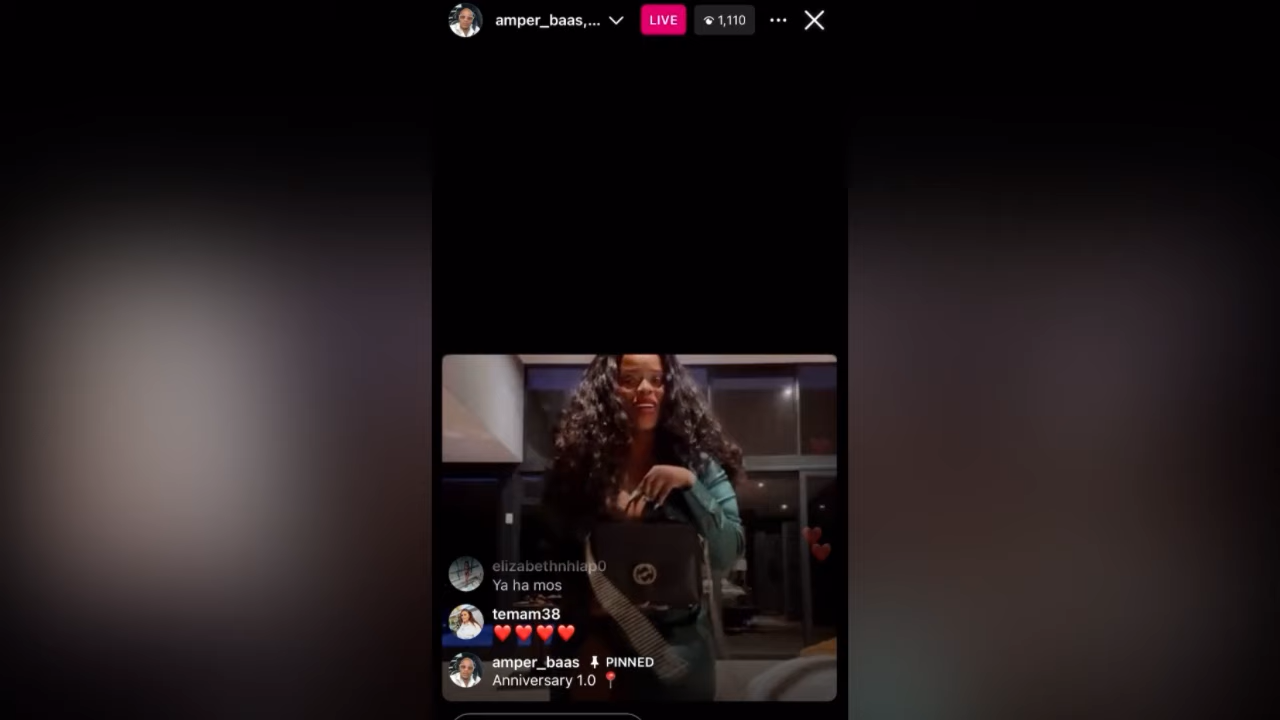 amper_baas,...
LIVE
1,110
elizabethnhlap0
Ya ha mos
temam38
❤️❤️❤️❤️
amper_baas PINNED
Anniversary 1.0 📍